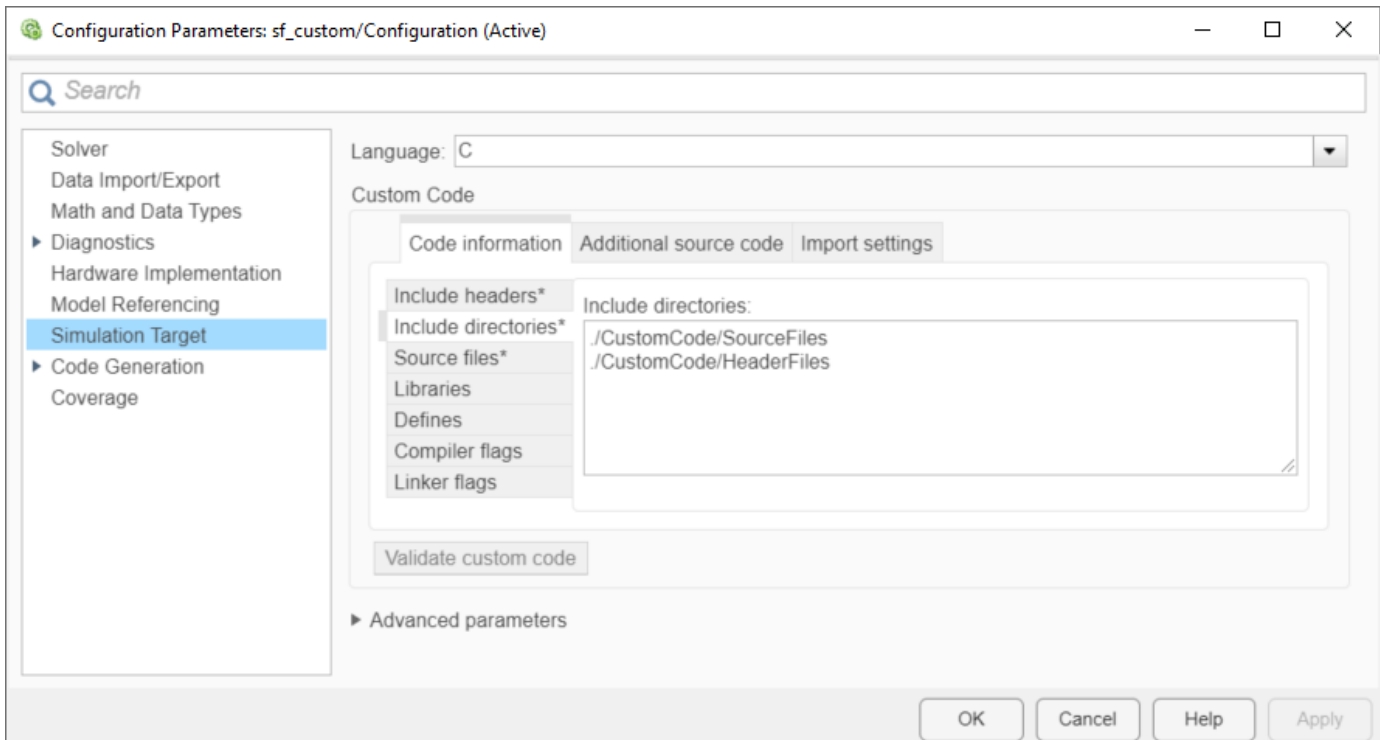 Configuration Parameters: sf_custom/Configuration (Active)
Search
Solver
Data Import/Export
Math and Data Types
Diagnostics
Hardware Implementation
Model Referencing
Simulation Target
Code Generation
Coverage
Language: C
Custom Code
Code information Additional source code Import settings
Include headers*
Include directories*
Source files*
Libraries
Defines
Compiler flags
Linker flags
Include directories:
./CustomCode/SourceFiles
./CustomCode/HeaderFiles
Validate custom code
Advanced parameters
OK Cancel Help Apply